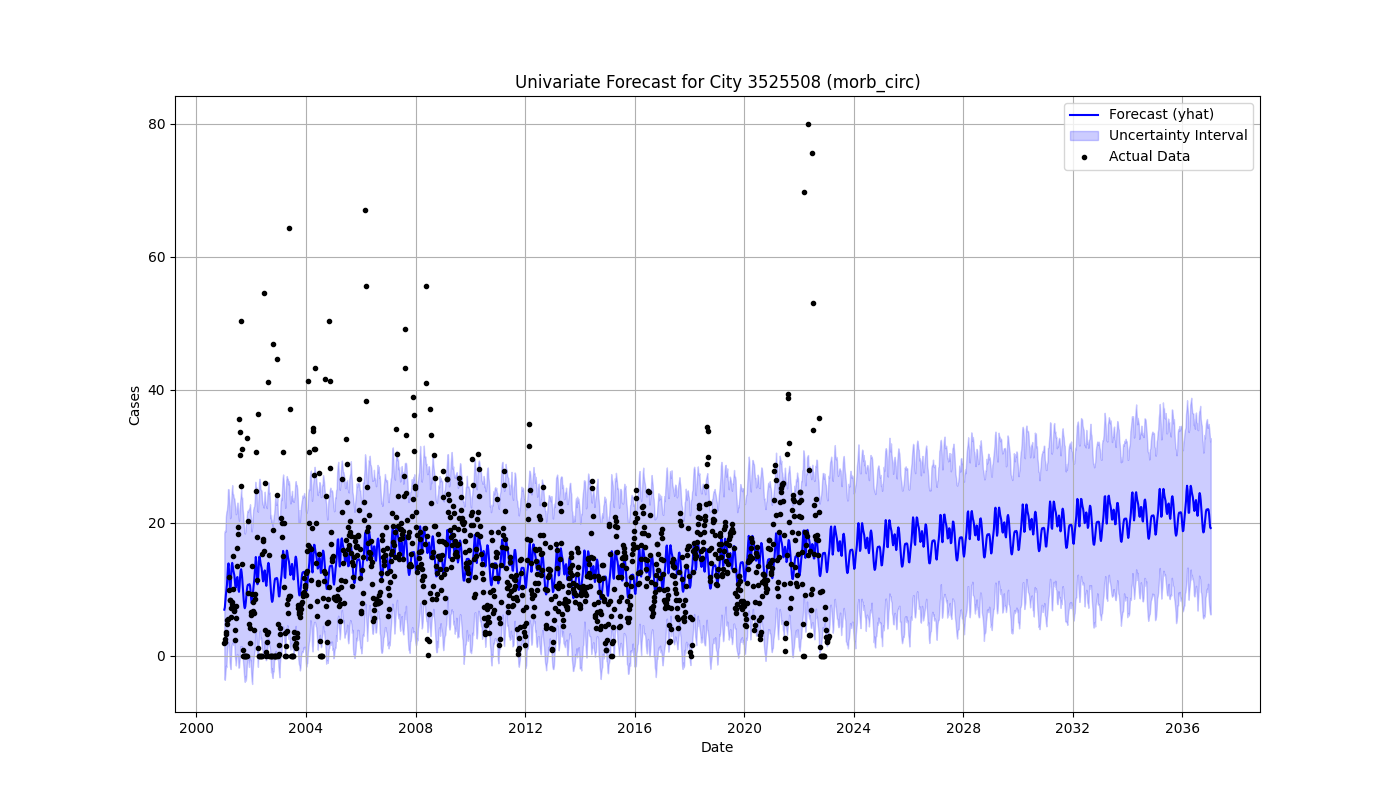 Univariate Forecast for City 3525508 (morb_circ)
Forecast (yhat)
Uncertainty Interval
Actual Data
Cases
80
60
40
20
0
2000 2004 2008 2012 2016 2020 2024 2028 2032 2036
Date